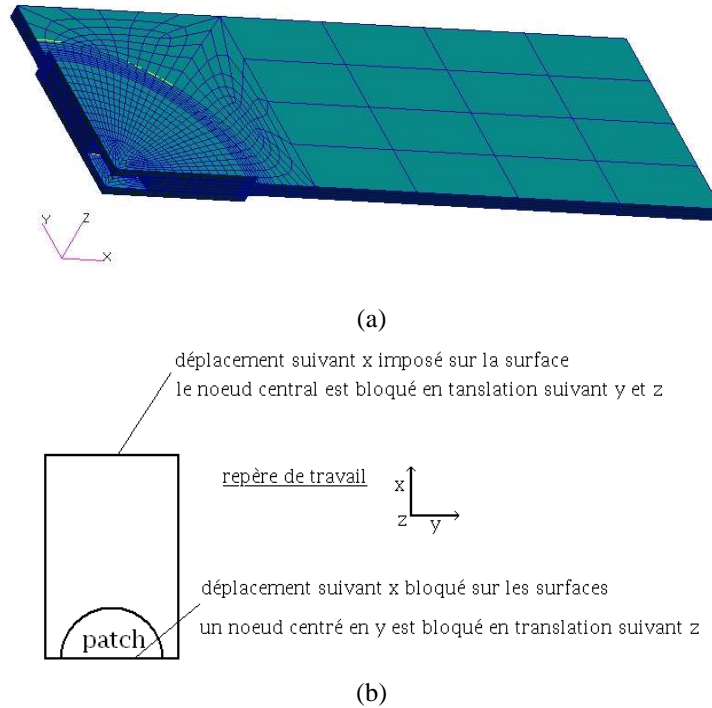 Y Z
X
(a)
déplacement suivant x imposé sur la surface
le noeud central est bloqué en tanslation suivant y et z
repère de travail
x
z
y
déplacement suivant x bloqué sur les surfaces
patch
un noeud centré en y est bloqué en translation suivant z
(b)